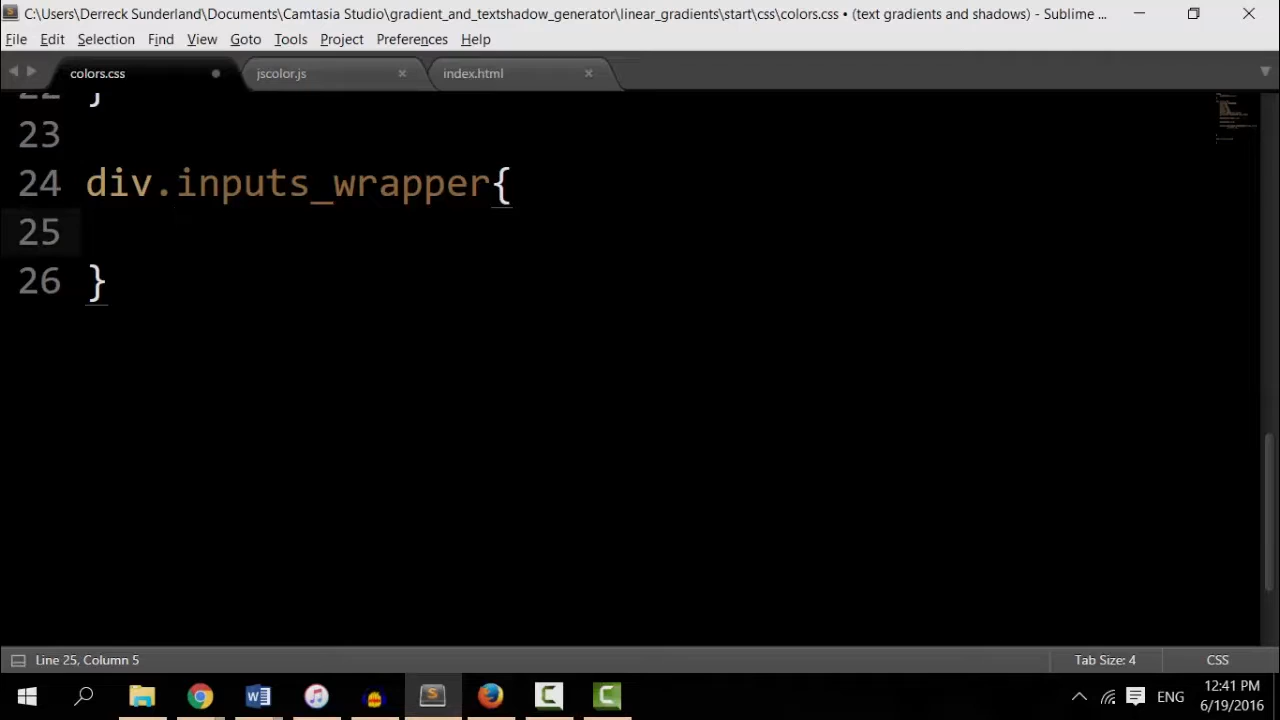 C:\Users\Derreck Sunderland\Documents\Camtasia Studio\gradient_and_textshadow_generator\linear_gradients\start\css\colors.css • (text gradients and shadows) - Sublime ...
File Edit Selection Find View Goto Tools Project Preferences Help
colors.css jscolor.js index.html
22 }
23
24 div.inputs_wrapper{
25
26 }
Line 25, Column 5 Tab Size: 4 CSS
ENG 12:41 PM
6/19/2016